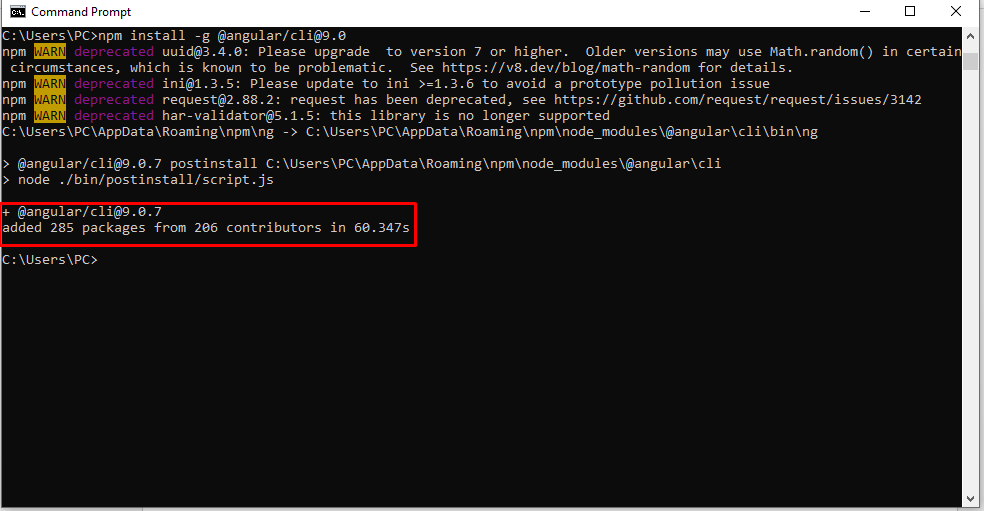 Command Prompt
C:\Users\PC>npm install -g @angular/cli@9.0
npm WARN deprecated uuid@3.4.0: Please upgrade  to version 7 or higher.  Older versions may use Math.random() in certain
 circumstances, which is known to be problematic.  See https://v8.dev/blog/math-random for details.
npm WARN deprecated ini@1.3.5: Please update to ini >=1.3.6 to avoid a prototype pollution issue
npm WARN deprecated request@2.88.2: request has been deprecated, see https://github.com/request/request/issues/3142
npm WARN deprecated har-validator@5.1.5: this library is no longer supported
C:\Users\PC\AppData\Roaming\npm\ng -> C:\Users\PC\AppData\Roaming\npm\node_modules\@angular\cli\bin\ng
> @angular/cli@9.0.7 postinstall C:\Users\PC\AppData\Roaming\npm\node_modules\@angular\cli
> node ./bin/postinstall/script.js
+ @angular/cli@9.0.7
added 285 packages from 206 contributors in 60.347s
C:\Users\PC>